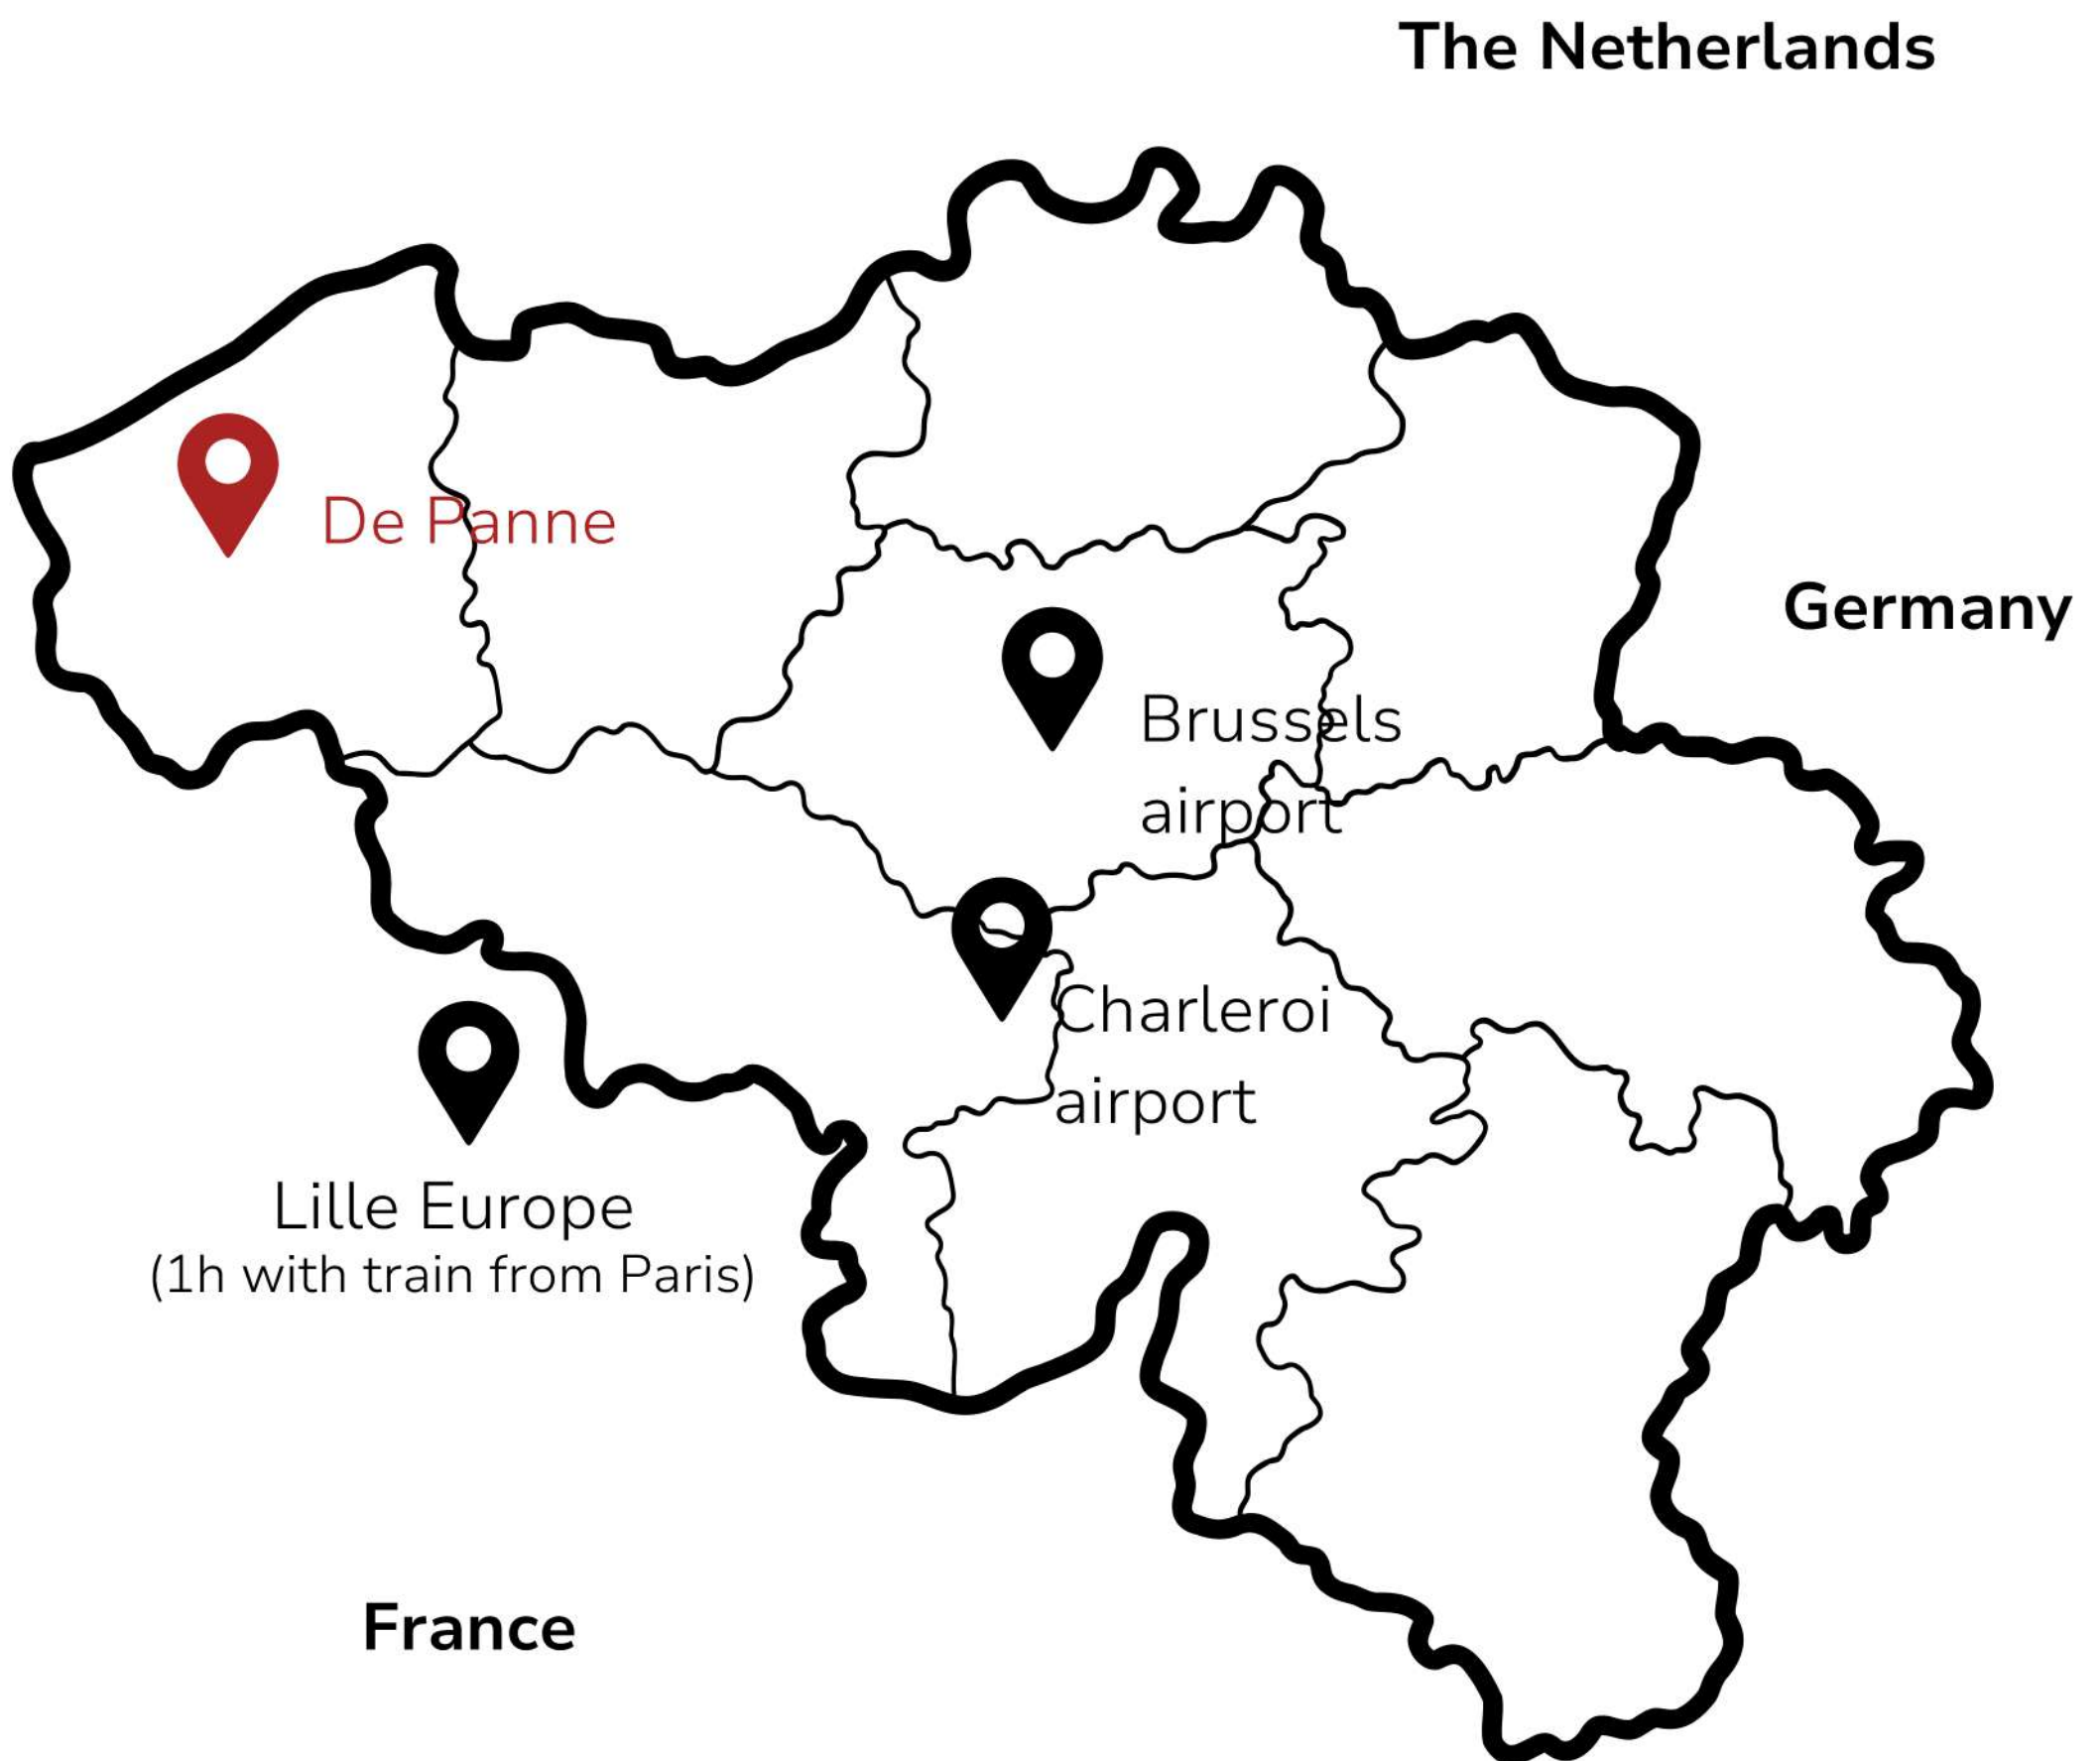 The Netherlands
De Panne
Germany
Brussels
airport
Charleroi
airport
Lille Europe
(1h with train from Paris)
France